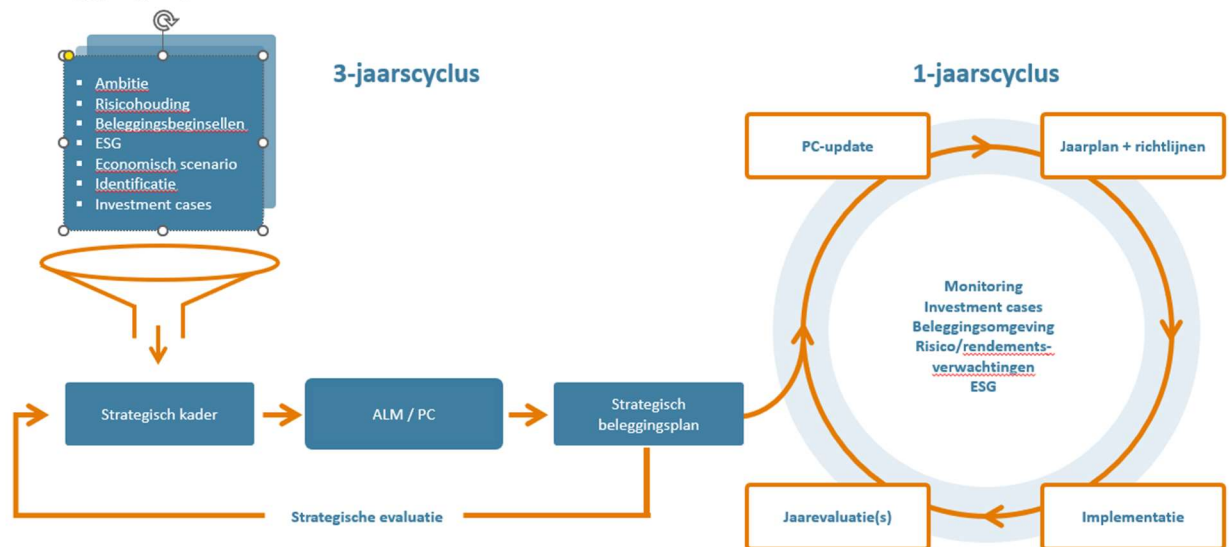 3-jaarscyclus
1-jaarscyclus
Ambitie
Risicohouding
Beleggingsbeginsellen
ESG
Economisch scenario
Identificatie
Investment cases
PC-update
Jaarplan + richtlijnen
Monitoring
Investment cases
Beleggingsomgeving
Risico/rendements-
verwachtingen
ESG
Strategisch kader
ALM / PC
Strategisch
beleggingsplan
Strategische evaluatie
Jaarevaluatie(s)
Implementatie